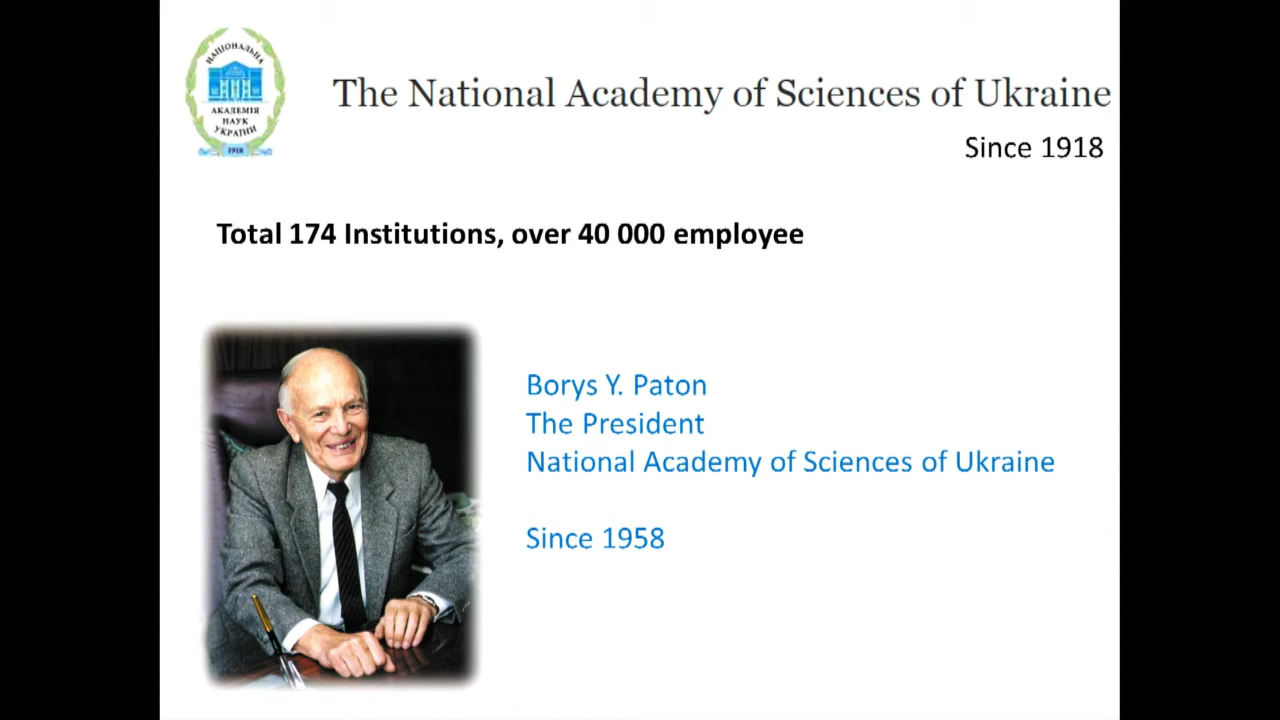 НАЦІОНАЛЬНА
АКАДЕМІЯ
НАУК
УКРАЇНИ
1918
The National Academy of Sciences of Ukraine
Since 1918
Total 174 Institutions, over 40 000 employee
Borys Y. Paton
The President
National Academy of Sciences of Ukraine
Since 1958